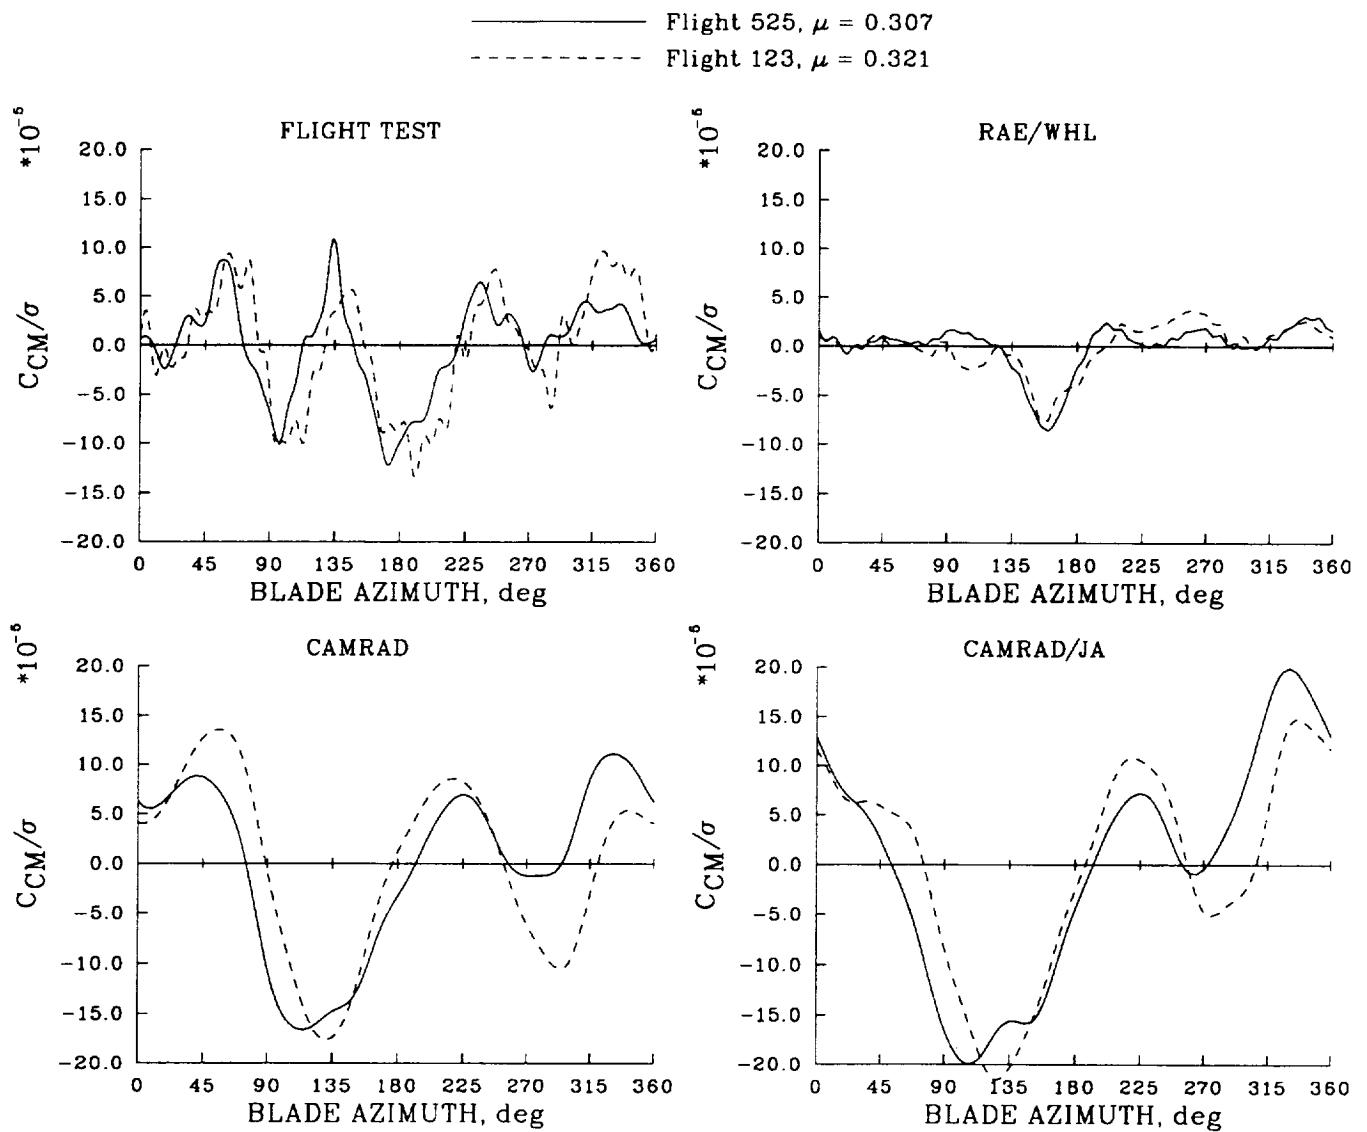 Flight 525, μ = 0.307
Flight 123, μ = 0.321
FLIGHT TEST
*10⁻⁵
20.0
15.0
10.0
5.0
0.0
−5.0
−10.0
−15.0
−20.0
C_CM/σ
0 45 90 135 180 225 270 315 360
BLADE AZIMUTH, deg
RAE/WHL
*10⁻⁵
20.0
15.0
10.0
5.0
0.0
−5.0
−10.0
−15.0
−20.0
C_CM/σ
0 45 90 135 180 225 270 315 360
BLADE AZIMUTH, deg
CAMRAD
*10⁻⁵
20.0
15.0
10.0
5.0
0.0
−5.0
−10.0
−15.0
−20.0
C_CM/σ
0 45 90 135 180 225 270 315 360
BLADE AZIMUTH, deg
CAMRAD/JA
*10⁻⁵
20.0
15.0
10.0
5.0
0.0
−5.0
−10.0
−15.0
−20.0
C_CM/σ
0 45 90 135 180 225 270 315 360
BLADE AZIMUTH, deg